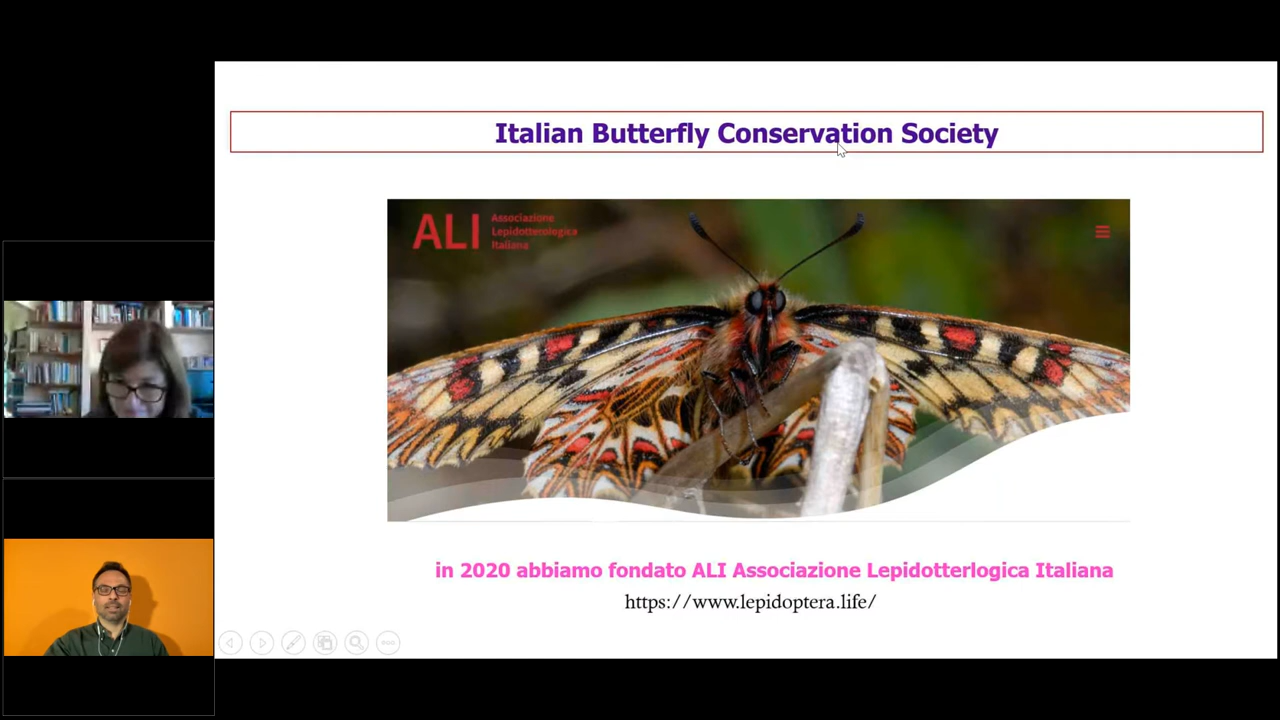 Italian Butterfly Conservation Society
ALI
Associazione
Lepidotterologica
Italiana
in 2020 abbiamo fondato ALI Associazione Lepidotterlogica Italiana
https://www.lepidoptera.life/